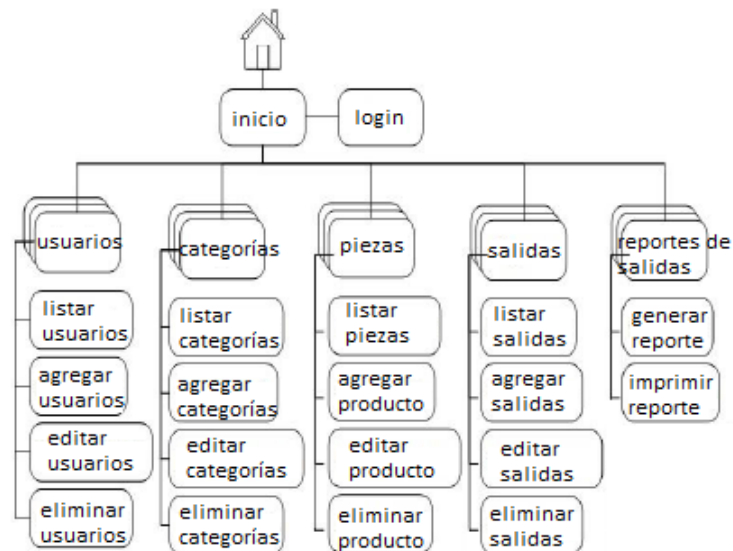 inicio
login
usuarios
categorías
piezas
salidas
reportes de
salidas
listar
usuarios
agregar
usuarios
editar
usuarios
eliminar
usuarios
listar
categorías
agregar
categorías
editar
categorías
eliminar
categorías
listar
piezas
agregar
producto
editar
producto
eliminar
producto
listar
salidas
agregar
salidas
editar
salidas
eliminar
salidas
generar
reporte
imprimir
reporte